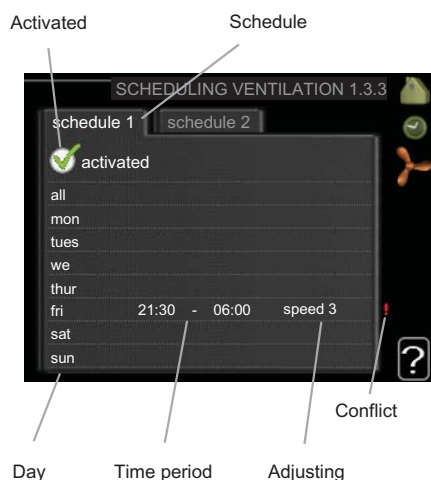 Activated Schedule
SCHEDULING VENTILATION 1.3.3
schedule 1 schedule 2
activated
all
mon
tues
we
thur
fri 21:30 - 06:00 speed 3 !
sat
sun
?
Conflict
Day Time period Adjusting